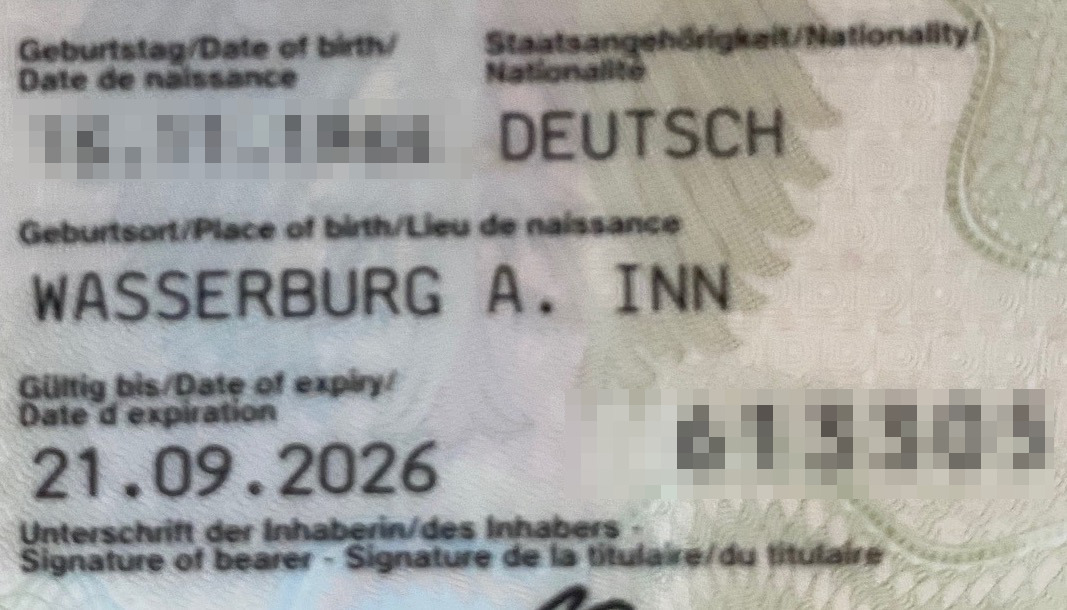 Geburtstag/Date of birth/
Date de naissance
Staatsangehörigkeit/Nationality/
Nationalité
DEUTSCH
Geburtsort/Place of birth/Lieu de naissance
WASSERBURG A. INN
Gültig bis/Date of expiry/
Date d'expiration
21.09.2026
Unterschrift der Inhaberin/des Inhabers -
Signature of bearer - Signature de la titulaire/du titulaire